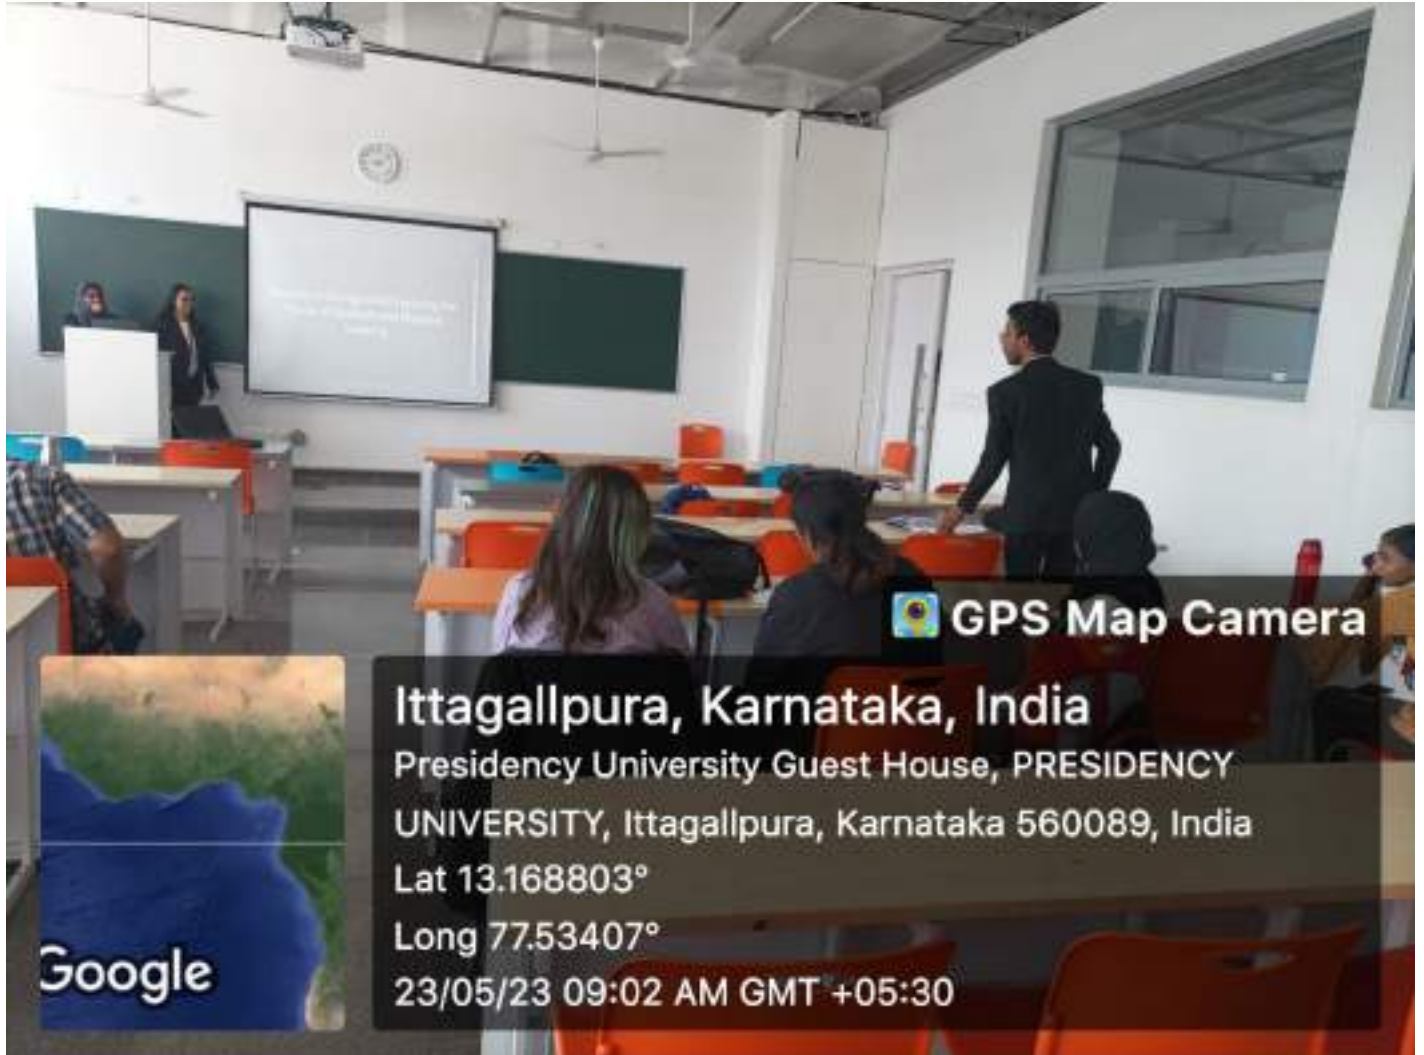 GPS Map Camera
Ittagallpura, Karnataka, India
Presidency University Guest House, PRESIDENCY
UNIVERSITY, Ittagallpura, Karnataka 560089, India
Lat 13.168803°
Long 77.53407°
23/05/23 09:02 AM GMT +05:30
Google